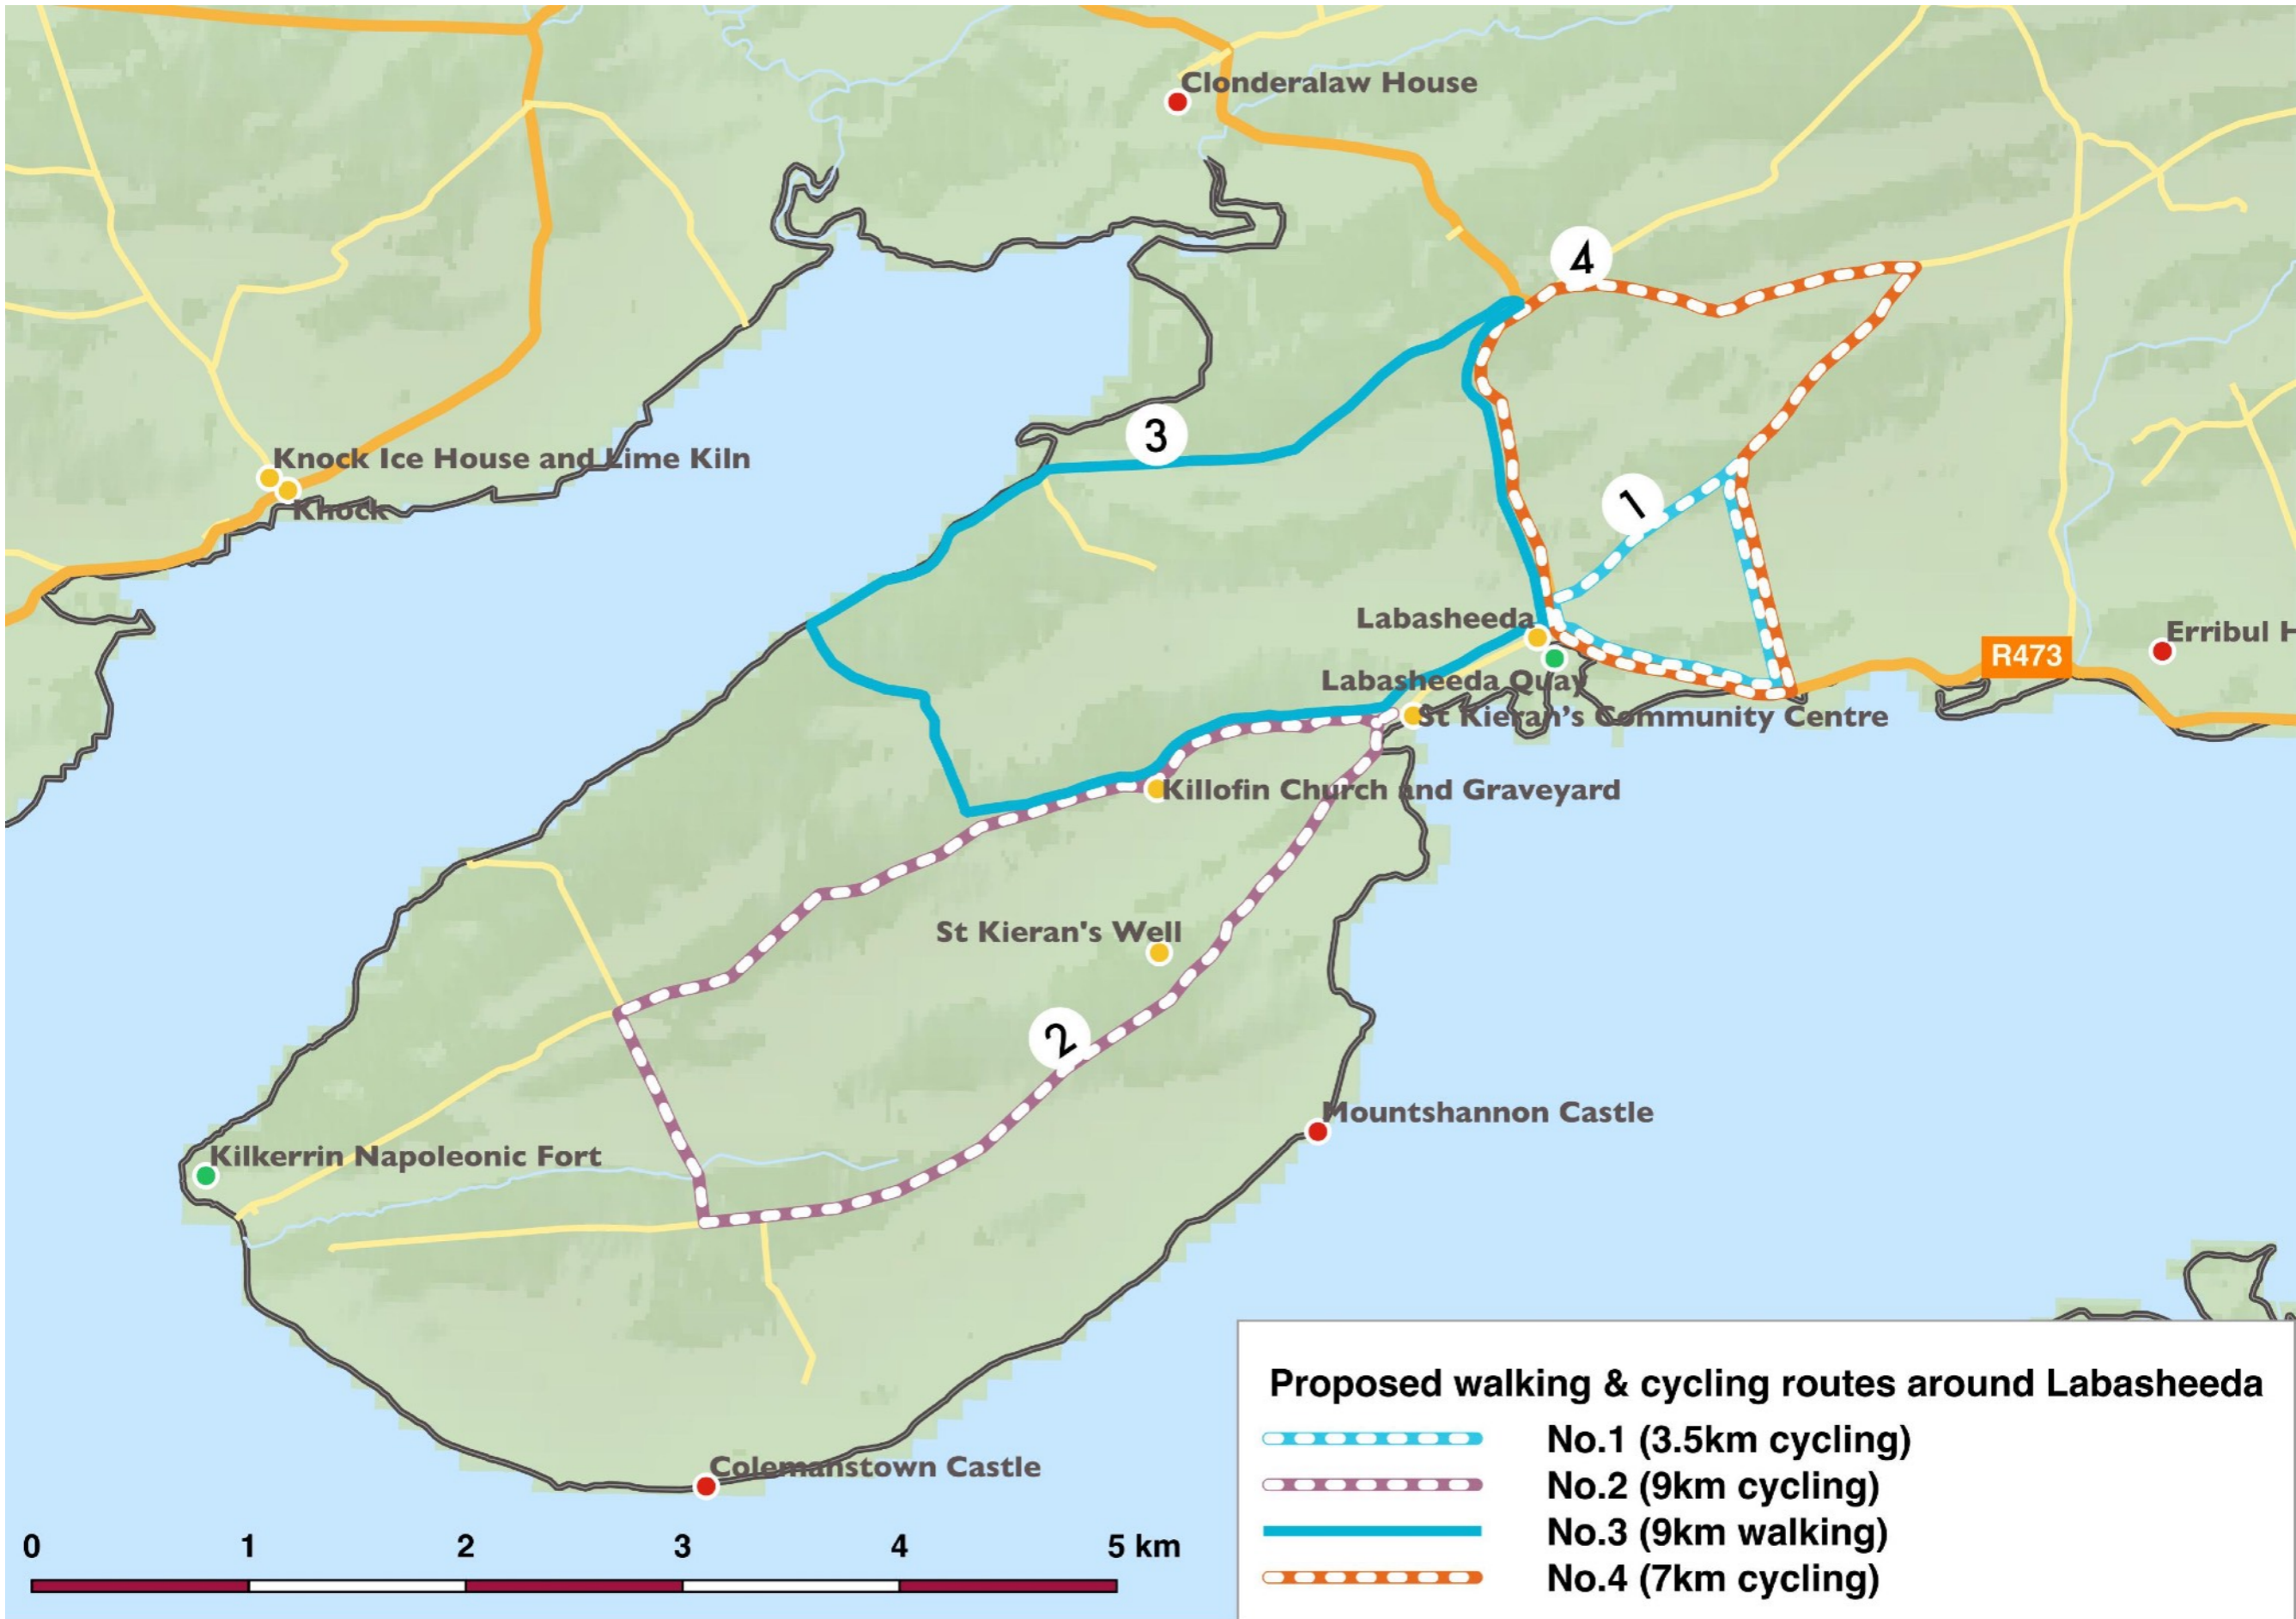 Clonderalaw House
4
3
Knock Ice House and Lime Kiln
Knock
1
Labasheeda
R473
Erribul H
Labasheeda Quay
St Kieran's Community Centre
Killofin Church and Graveyard
St Kieran's Well
2
Mountshannon Castle
Kilkerrin Napoleonic Fort
Colemanstown Castle
0 1 2 3 4 5 km
Proposed walking & cycling routes around Labasheeda
No.1 (3.5km cycling)
No.2 (9km cycling)
No.3 (9km walking)
No.4 (7km cycling)